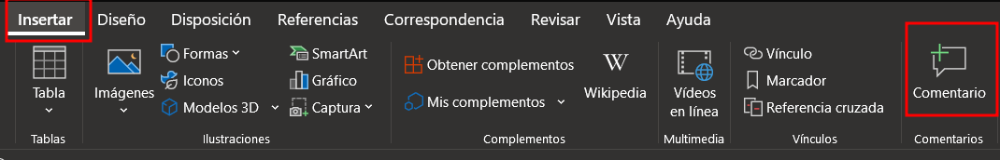 Insertar Diseño Disposición Referencias Correspondencia Revisar Vista Ayuda
Tabla
Tablas
Imágenes
Formas
Iconos
Modelos 3D
SmartArt
Gráfico
Captura
Ilustraciones
Obtener complementos
Mis complementos
W
Wikipedia
Complementos
Vídeos
en línea
Multimedia
Vínculo
Marcador
Referencia cruzada
Vínculos
Comentario
Comentarios